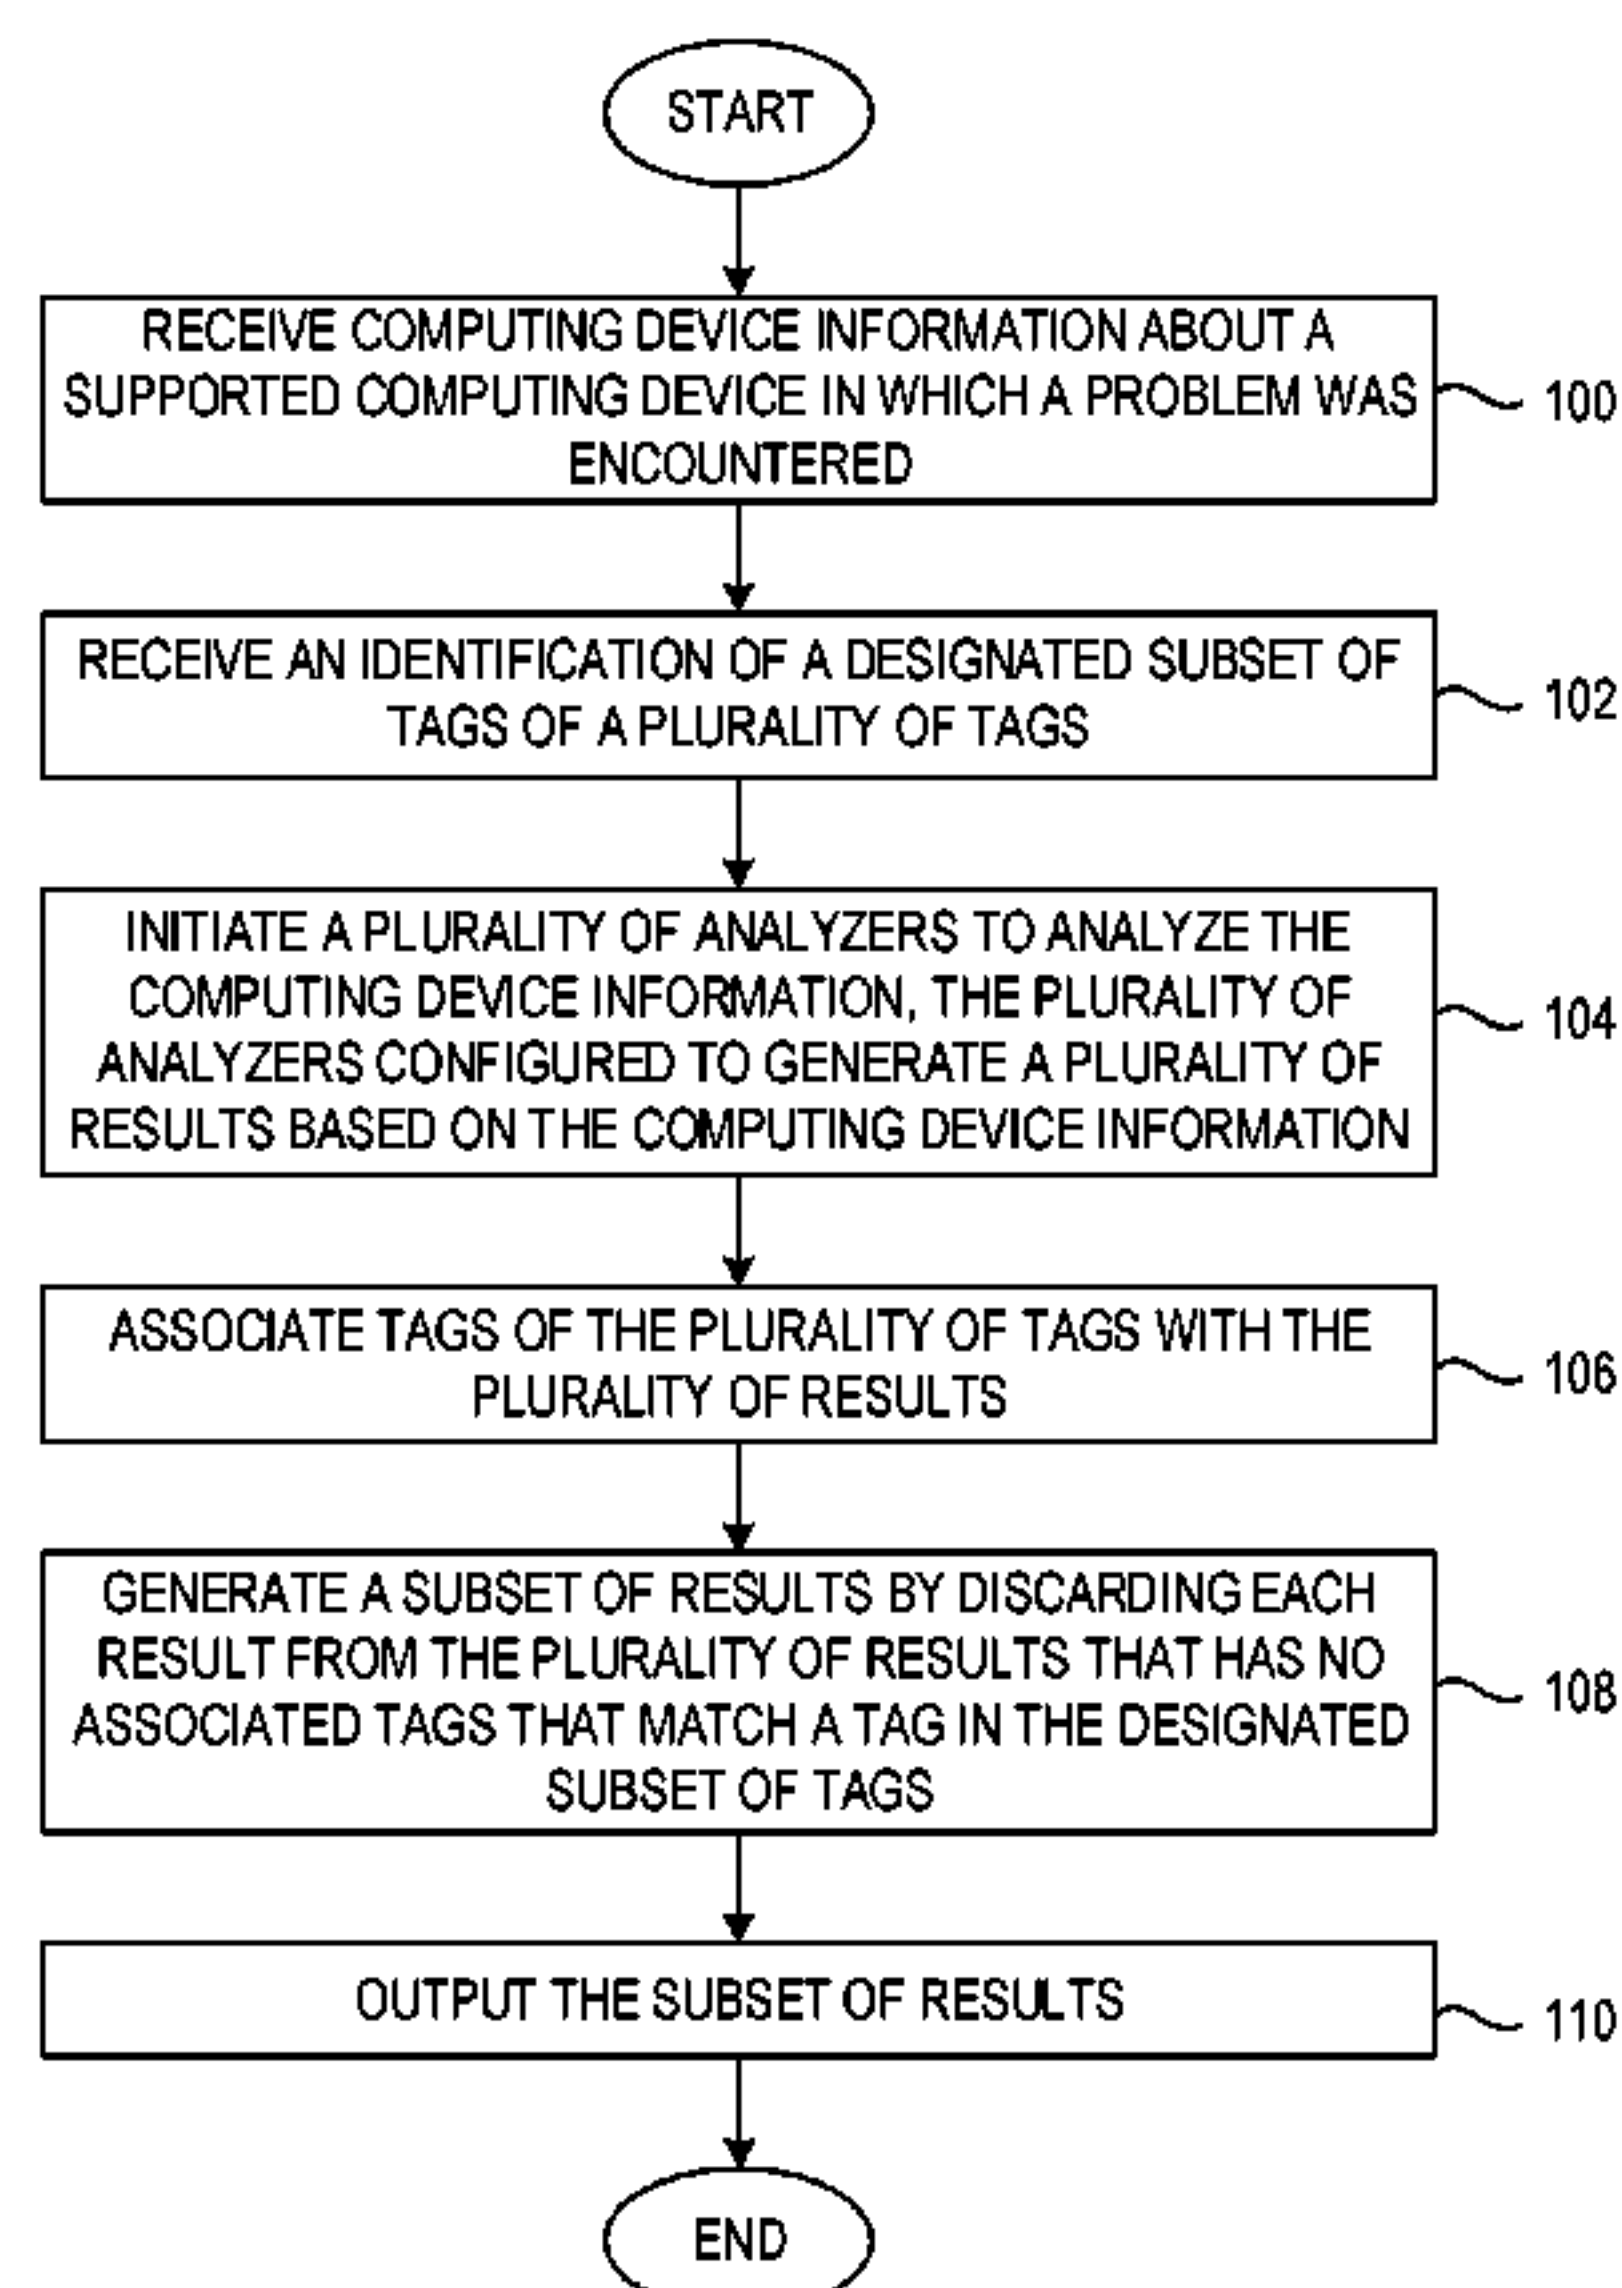 START
RECEIVE COMPUTING DEVICE INFORMATION ABOUT A
SUPPORTED COMPUTING DEVICE IN WHICH A PROBLEM WAS
ENCOUNTERED
100
RECEIVE AN IDENTIFICATION OF A DESIGNATED SUBSET OF
TAGS OF A PLURALITY OF TAGS
102
INITIATE A PLURALITY OF ANALYZERS TO ANALYZE THE
COMPUTING DEVICE INFORMATION, THE PLURALITY OF
ANALYZERS CONFIGURED TO GENERATE A PLURALITY OF
RESULTS BASED ON THE COMPUTING DEVICE INFORMATION
104
ASSOCIATE TAGS OF THE PLURALITY OF TAGS WITH THE
PLURALITY OF RESULTS
106
GENERATE A SUBSET OF RESULTS BY DISCARDING EACH
RESULT FROM THE PLURALITY OF RESULTS THAT HAS NO
ASSOCIATED TAGS THAT MATCH A TAG IN THE DESIGNATED
SUBSET OF TAGS
108
OUTPUT THE SUBSET OF RESULTS
110
END